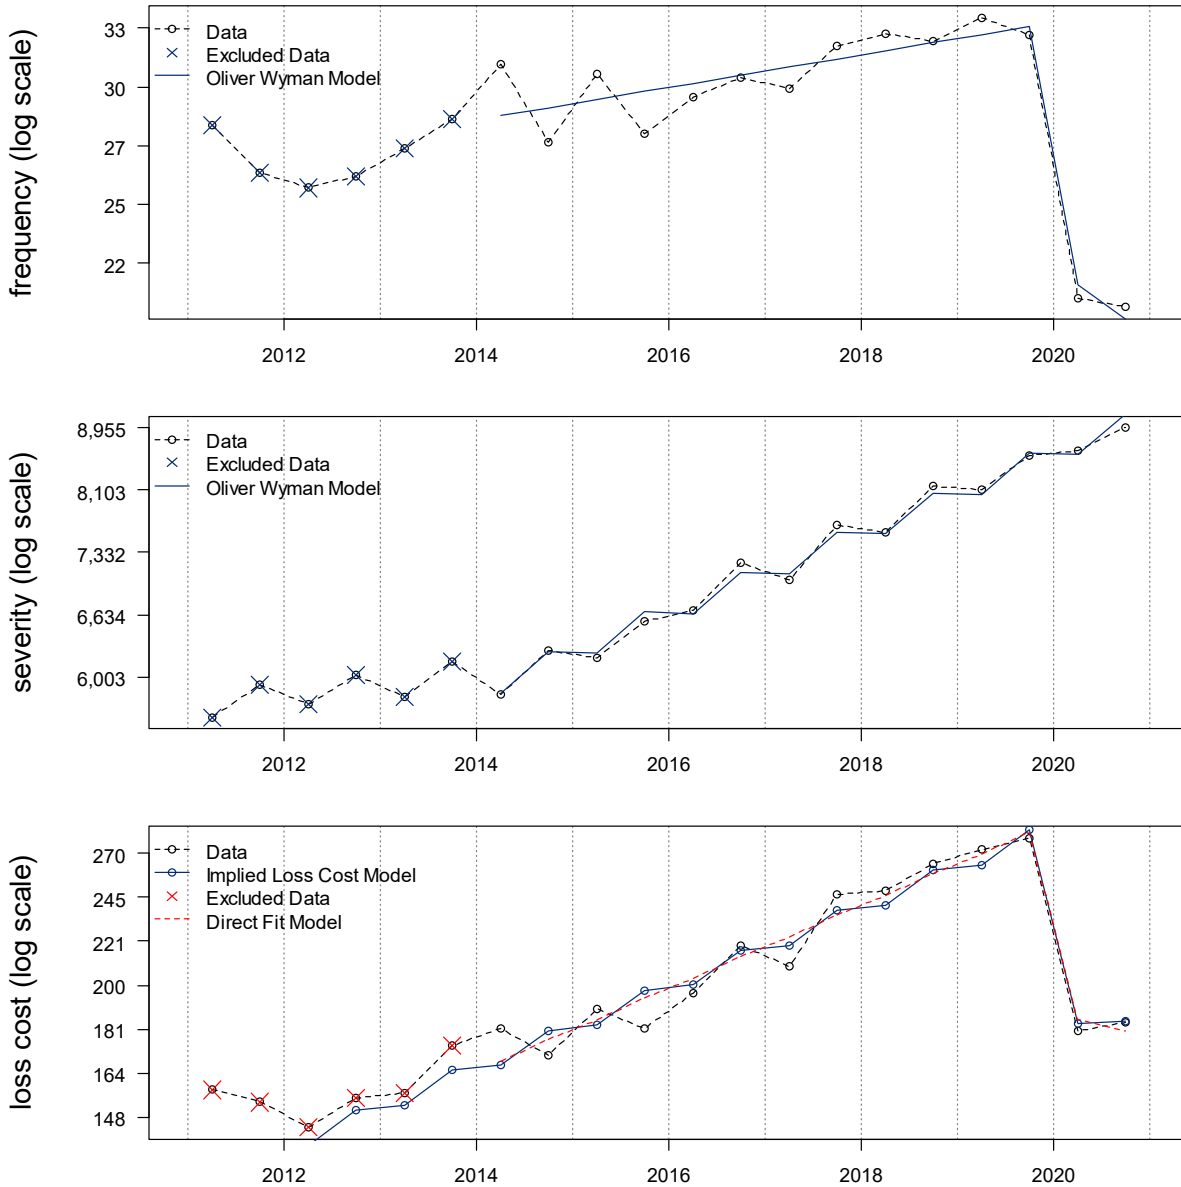 frequency (log scale)
33
30
27
25
22
Data
Excluded Data
Oliver Wyman Model
2012 2014 2016 2018 2020
severity (log scale)
8,955
8,103
7,332
6,634
6,003
Data
Excluded Data
Oliver Wyman Model
2012 2014 2016 2018 2020
loss cost (log scale)
270
245
221
200
181
164
148
Data
Implied Loss Cost Model
Excluded Data
Direct Fit Model
2012 2014 2016 2018 2020